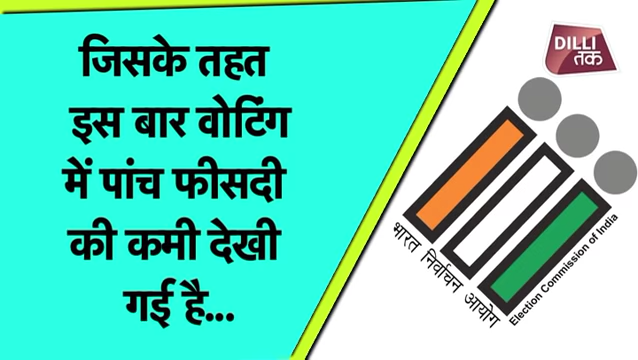 जिसके तहत
इस बार वोटिंग
में पांच फीसदी
की कमी देखी
गई है...
DILLI
तक
भारत निर्वाचन आयोग
Election Commission of India